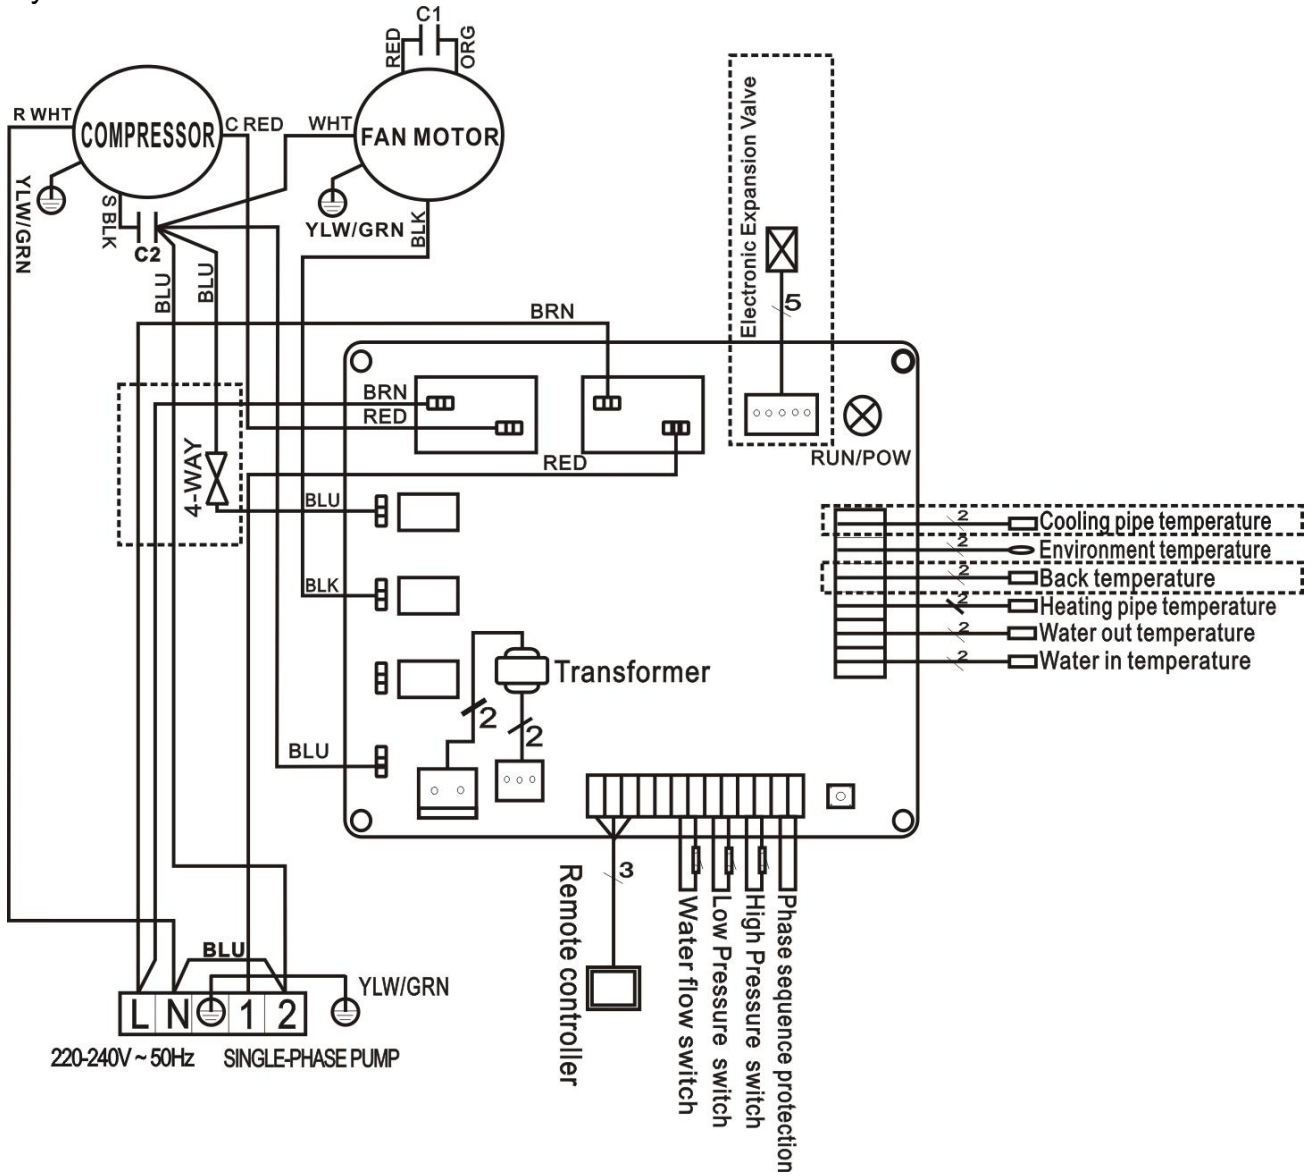 C1
RED
ORG
R WHT
COMPRESSOR
C RED
WHT
FAN MOTOR
YLW/GRN
S BLK
C2
YLW/GRN
BLK
BLU
BLU
Electronic Expansion Valve
5
BRN
BRN
RED
RED
RUN/POW
4-WAY
BLU
BLK
BLU
Transformer
2
2
2
Cooling pipe temperature
2
Environment temperature
2
Back temperature
2
Heating pipe temperature
2
Water out temperature
2
Water in temperature
3
Remote controller
Water flow switch
Low Pressure switch
High Pressure switch
Phase sequence protection
BLU
YLW/GRN
L N 1 2
220-240V ~ 50Hz
SINGLE-PHASE PUMP